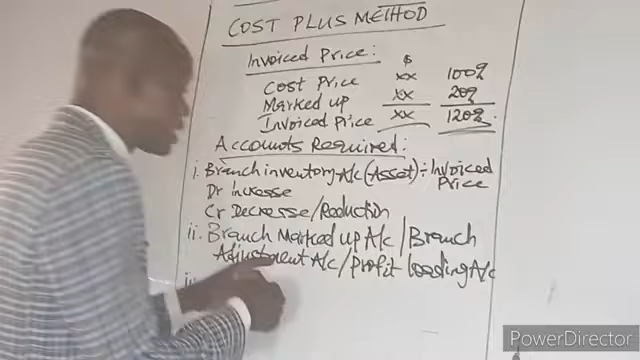 COST PLUS METHOD
Invoiced Price: $
Cost Price xx 100%
Marked up xx 20%
Invoiced Price xx 120%
Accounts Required:
i. Branch inventory A/c (Asset) ÷ Invoiced Price
Dr Increase
Cr Decrease/Reduction
ii. Branch Marked up A/c / Branch
Adjustment A/c / Profit loading A/c
PowerDirector